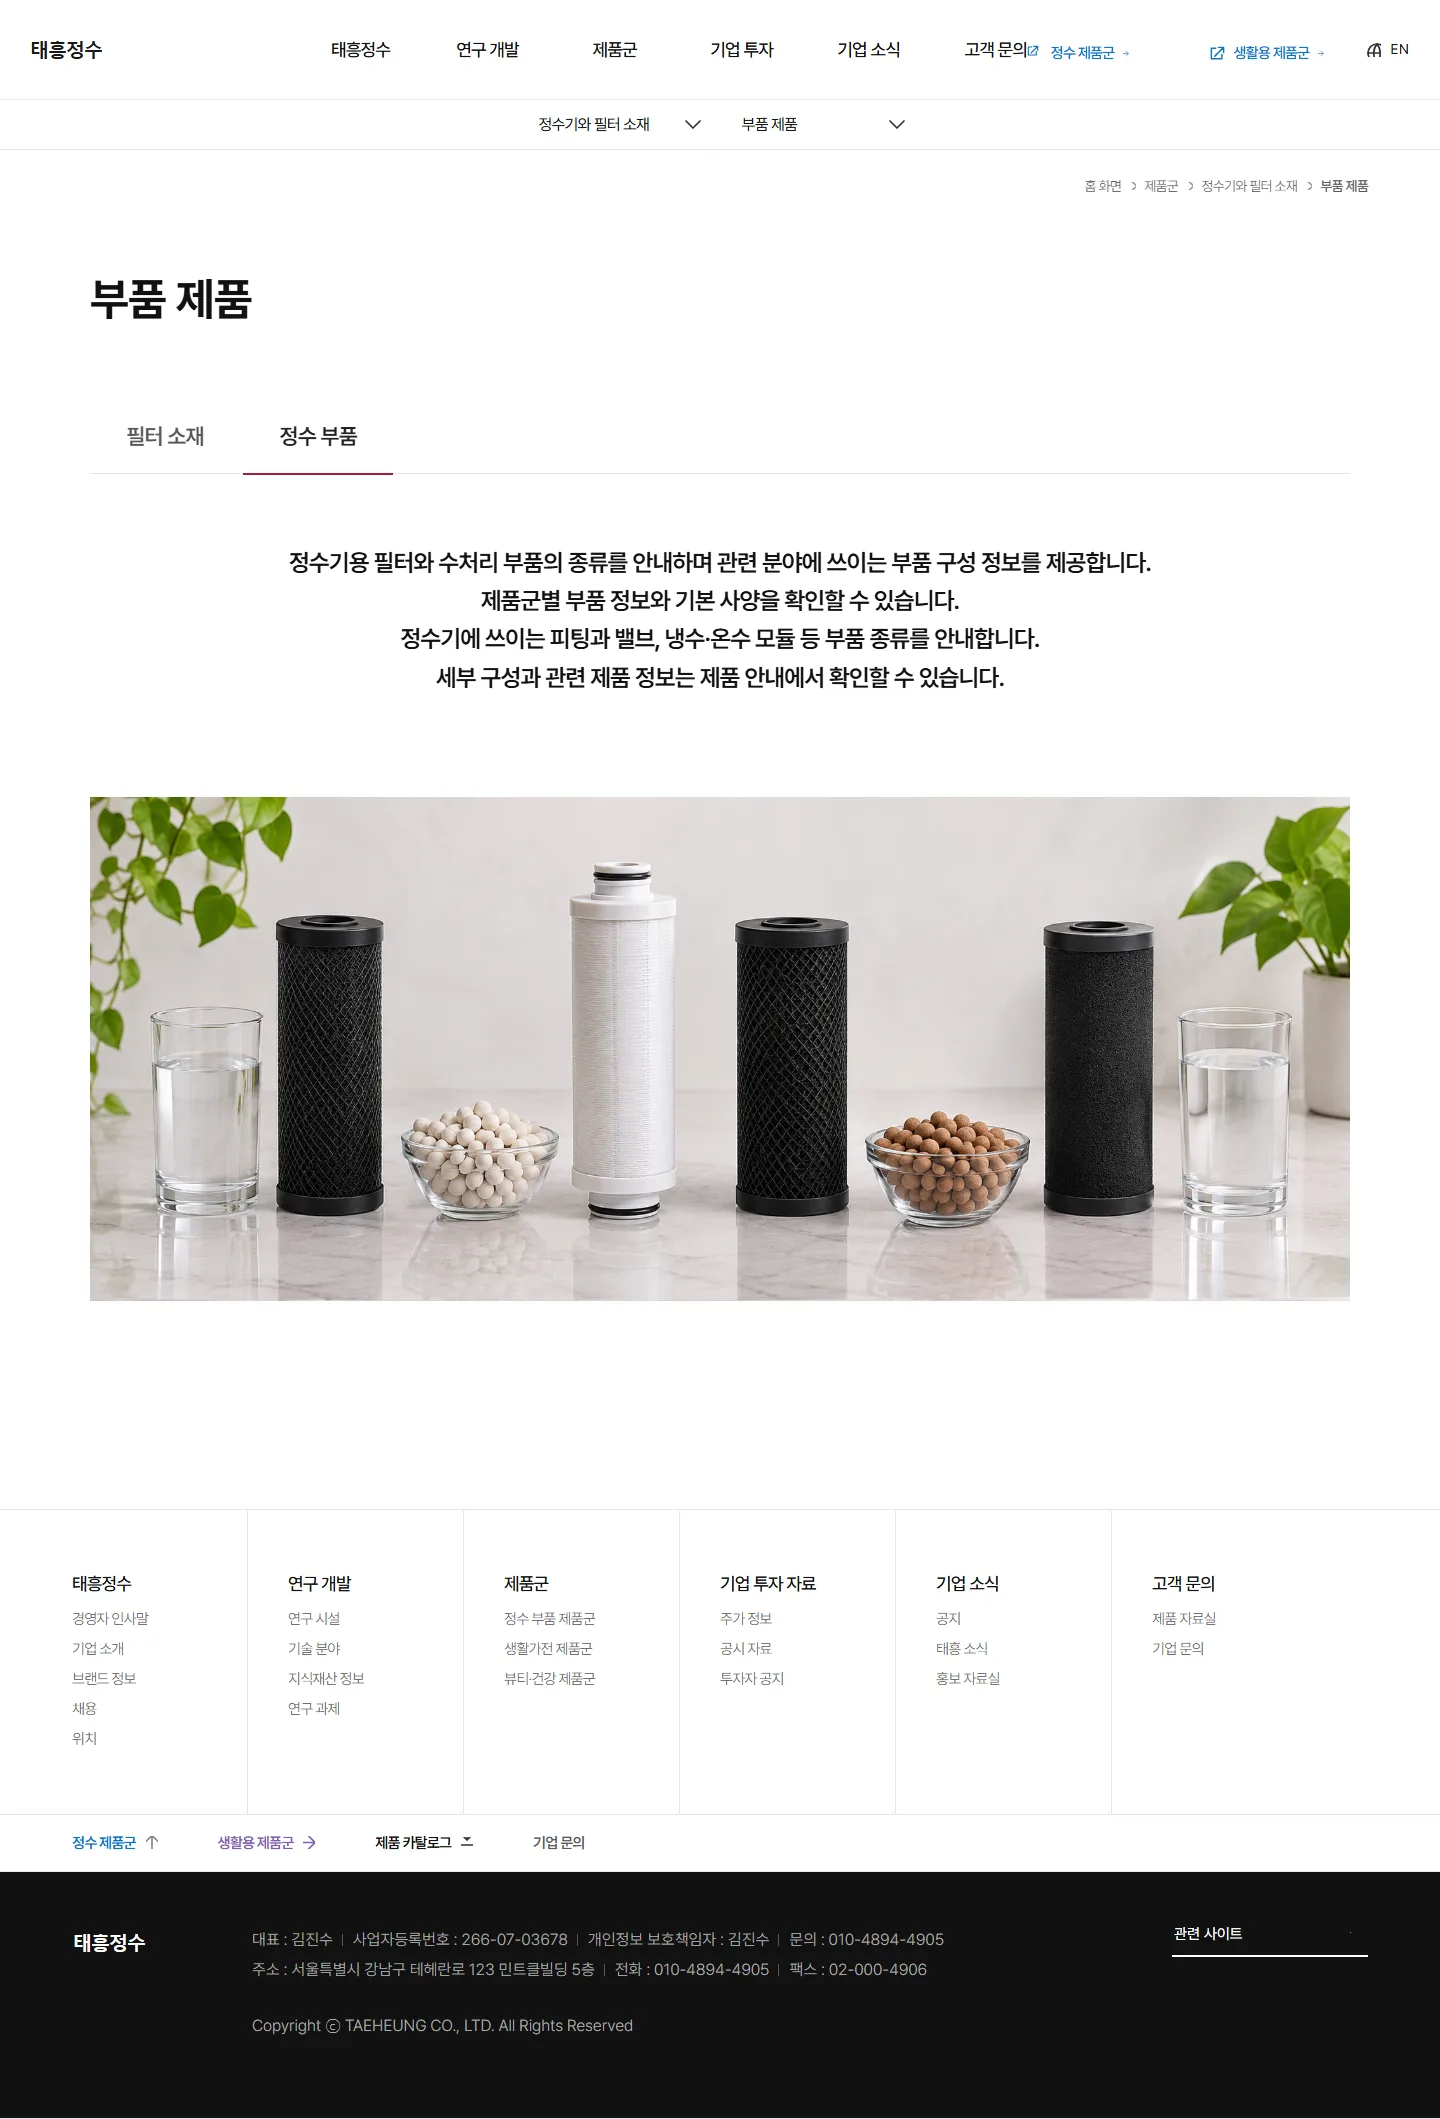 태흥정수
태흥정수 연구 개발 제품군 기업 투자 기업 소식 고객 문의 정수 제품군 생활용 제품군 EN
정수기와 필터 소재 부품 제품
홈 화면 제품군 정수기와 필터 소재 부품 제품
부품 제품
필터 소재 정수 부품
정수기용 필터와 수처리 부품의 종류를 안내하며 관련 분야에 쓰이는 부품 구성 정보를 제공합니다.
제품군별 부품 정보와 기본 사양을 확인할 수 있습니다.
정수기에 쓰이는 피팅과 밸브, 냉수·온수 모듈 등 부품 종류를 안내합니다.
세부 구성과 관련 제품 정보는 제품 안내에서 확인할 수 있습니다.
태흥정수
경영자 인사말
기업 소개
브랜드 정보
채용
위치
연구 개발
연구 시설
기술 분야
지식재산 정보
연구 과제
제품군
정수 부품 제품군
생활가전 제품군
뷰티·건강 제품군
기업 투자 자료
주가 정보
공시 자료
투자자 공지
기업 소식
공지
태흥 소식
홍보 자료실
고객 문의
제품 자료실
기업 문의
정수 제품군 생활용 제품군 제품 카탈로그 기업 문의
태흥정수
대표 : 김진수 | 사업자등록번호 : 266-07-03678 | 개인정보 보호책임자 : 김진수 | 문의 : 010-4894-4905
주소 : 서울특별시 강남구 테헤란로 123 민트클빌딩 5층 | 전화 : 010-4894-4905 | 팩스 : 02-000-4906
Copyright ⓒ TAEHEUNG CO., LTD. All Rights Reserved
관련 사이트